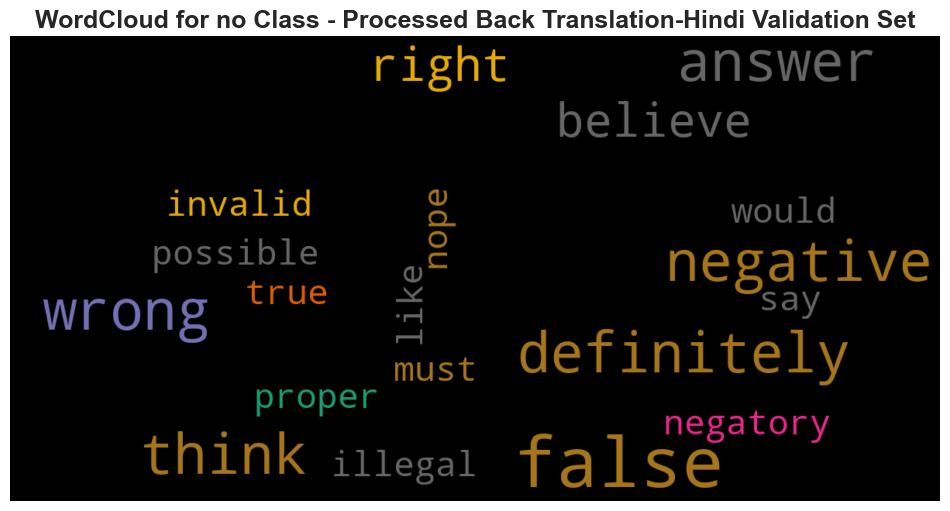 WordCloud for no Class - Processed Back Translation-Hindi Validation Set
right
answer
believe
invalid
nope
would
possible
negative
true
like
say
wrong
definitely
must
proper
negatory
think
illegal
false